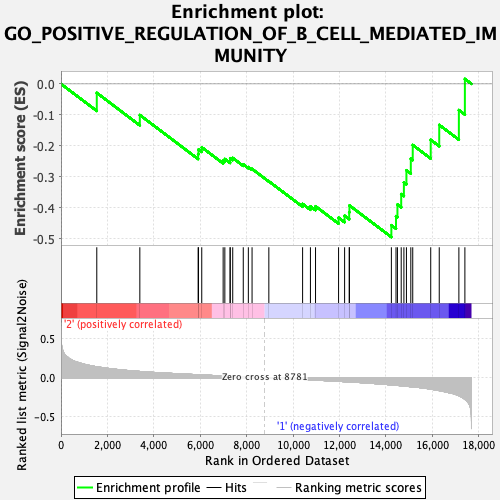 Enrichment plot:
GO_POSITIVE_REGULATION_OF_B_CELL_MEDIATED_IM
MUNITY
Enrichment score (ES)
0.0
-0.1
-0.2
-0.3
-0.4
-0.5
'2' (positively correlated)
Ranked list metric (Signal2Noise)
0.5
0.0
-0.5
Zero cross at 8781
'1' (negatively correlated)
0 2,000 4,000 6,000 8,000 10,000 12,000 14,000 16,000 18,000
Rank in Ordered Dataset
Enrichment profile Hits Ranking metric scores